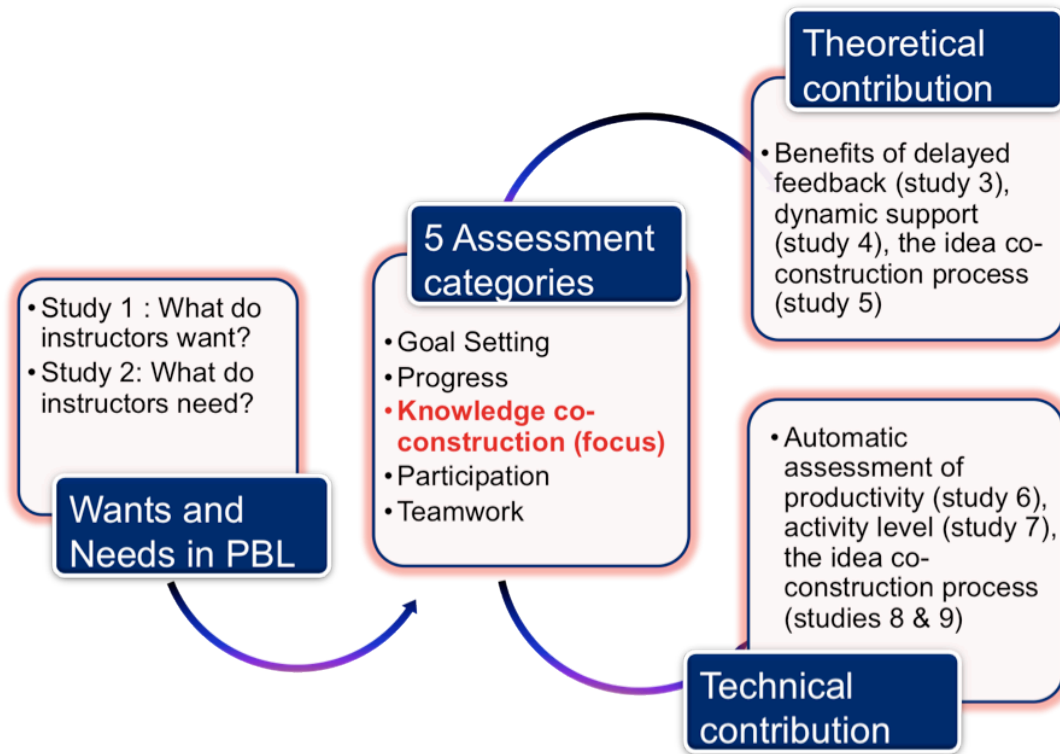 • Study 1 : What do
instructors want?
• Study 2: What do
instructors need?
Wants and
Needs in PBL
5 Assessment
categories
• Goal Setting
• Progress
• Knowledge co-
construction (focus)
• Participation
• Teamwork
Theoretical
contribution
• Benefits of delayed
feedback (study 3),
dynamic support
(study 4), the idea co-
construction process
(study 5)
• Automatic
assessment of
productivity (study 6),
activity level (study 7),
the idea co-
construction process
(studies 8 & 9)
Technical
contribution